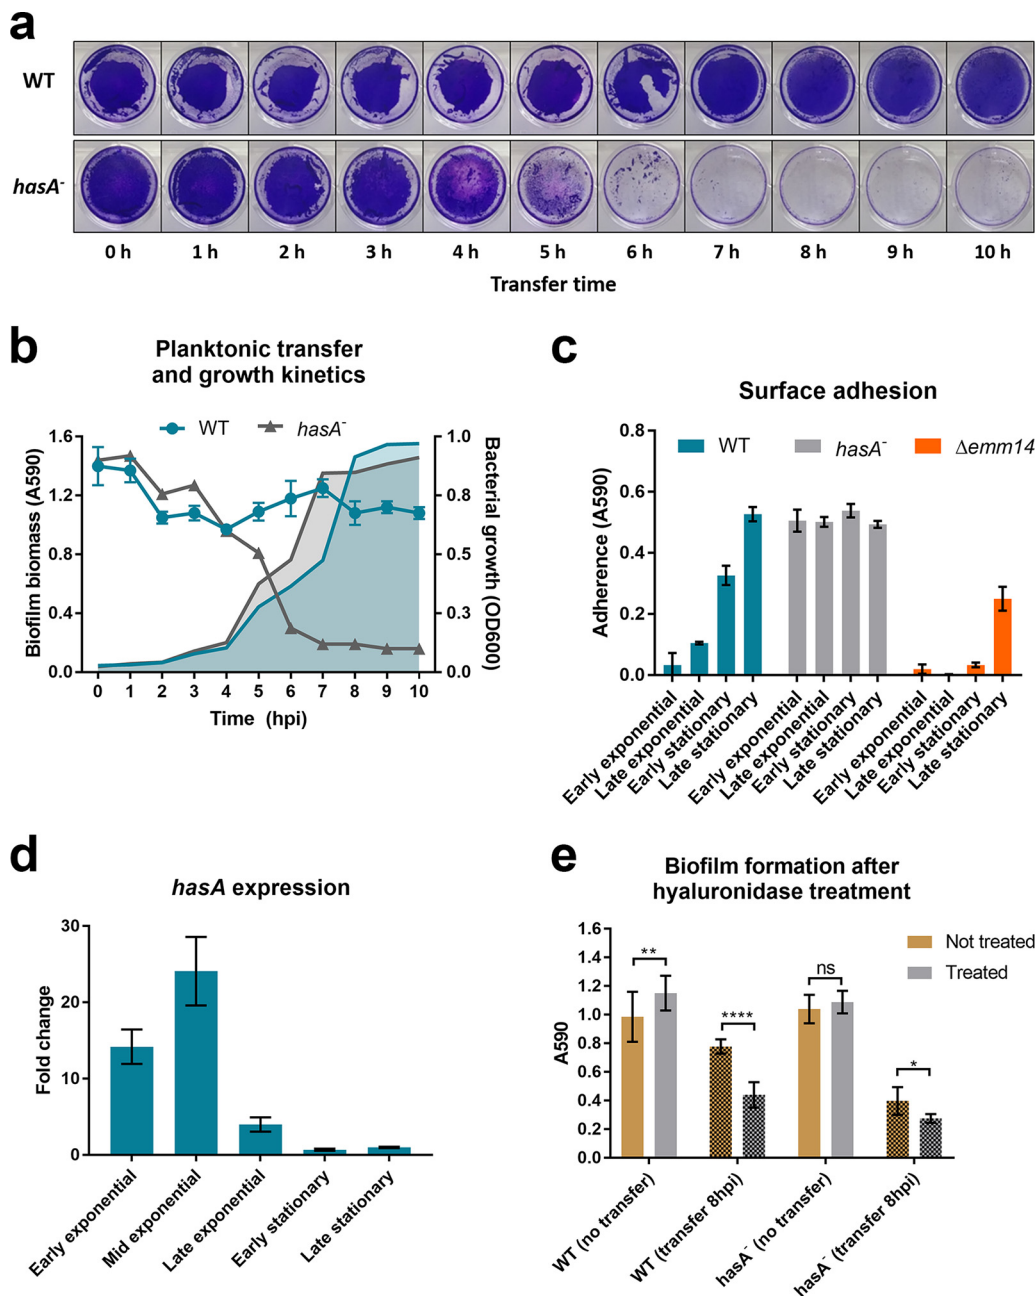 a
WT
hasA-
0 h 1 h 2 h 3 h 4 h 5 h 6 h 7 h 8 h 9 h 10 h
Transfer time
b
Planktonic transfer
and growth kinetics
WT hasA-
Biofilm biomass (A590)
1.6
1.2
0.8
0.4
0.0
1.0
0.8
0.5
0.3
0.0
Bacterial growth (OD600)
0 1 2 3 4 5 6 7 8 9 10
Time (hpi)
c
Surface adhesion
WT hasA- Δemm14
Adherence (A590)
0.8
0.6
0.4
0.2
0.0
Early exponential
Late exponential
Early stationary
Late stationary
Early exponential
Late exponential
Early stationary
Late stationary
Early exponential
Late exponential
Early stationary
Late stationary
d
hasA expression
Fold change
30
20
10
0
Early exponential
Mid exponential
Late exponential
Early stationary
Late stationary
e
Biofilm formation after
hyaluronidase treatment
Not treated
Treated
A590
1.6
1.4
1.2
1.0
0.8
0.6
0.4
0.2
0.0
**
****
ns
*
WT (no transfer)
WT (transfer 8hpi)
hasA- (no transfer)
hasA- (transfer 8hpi)